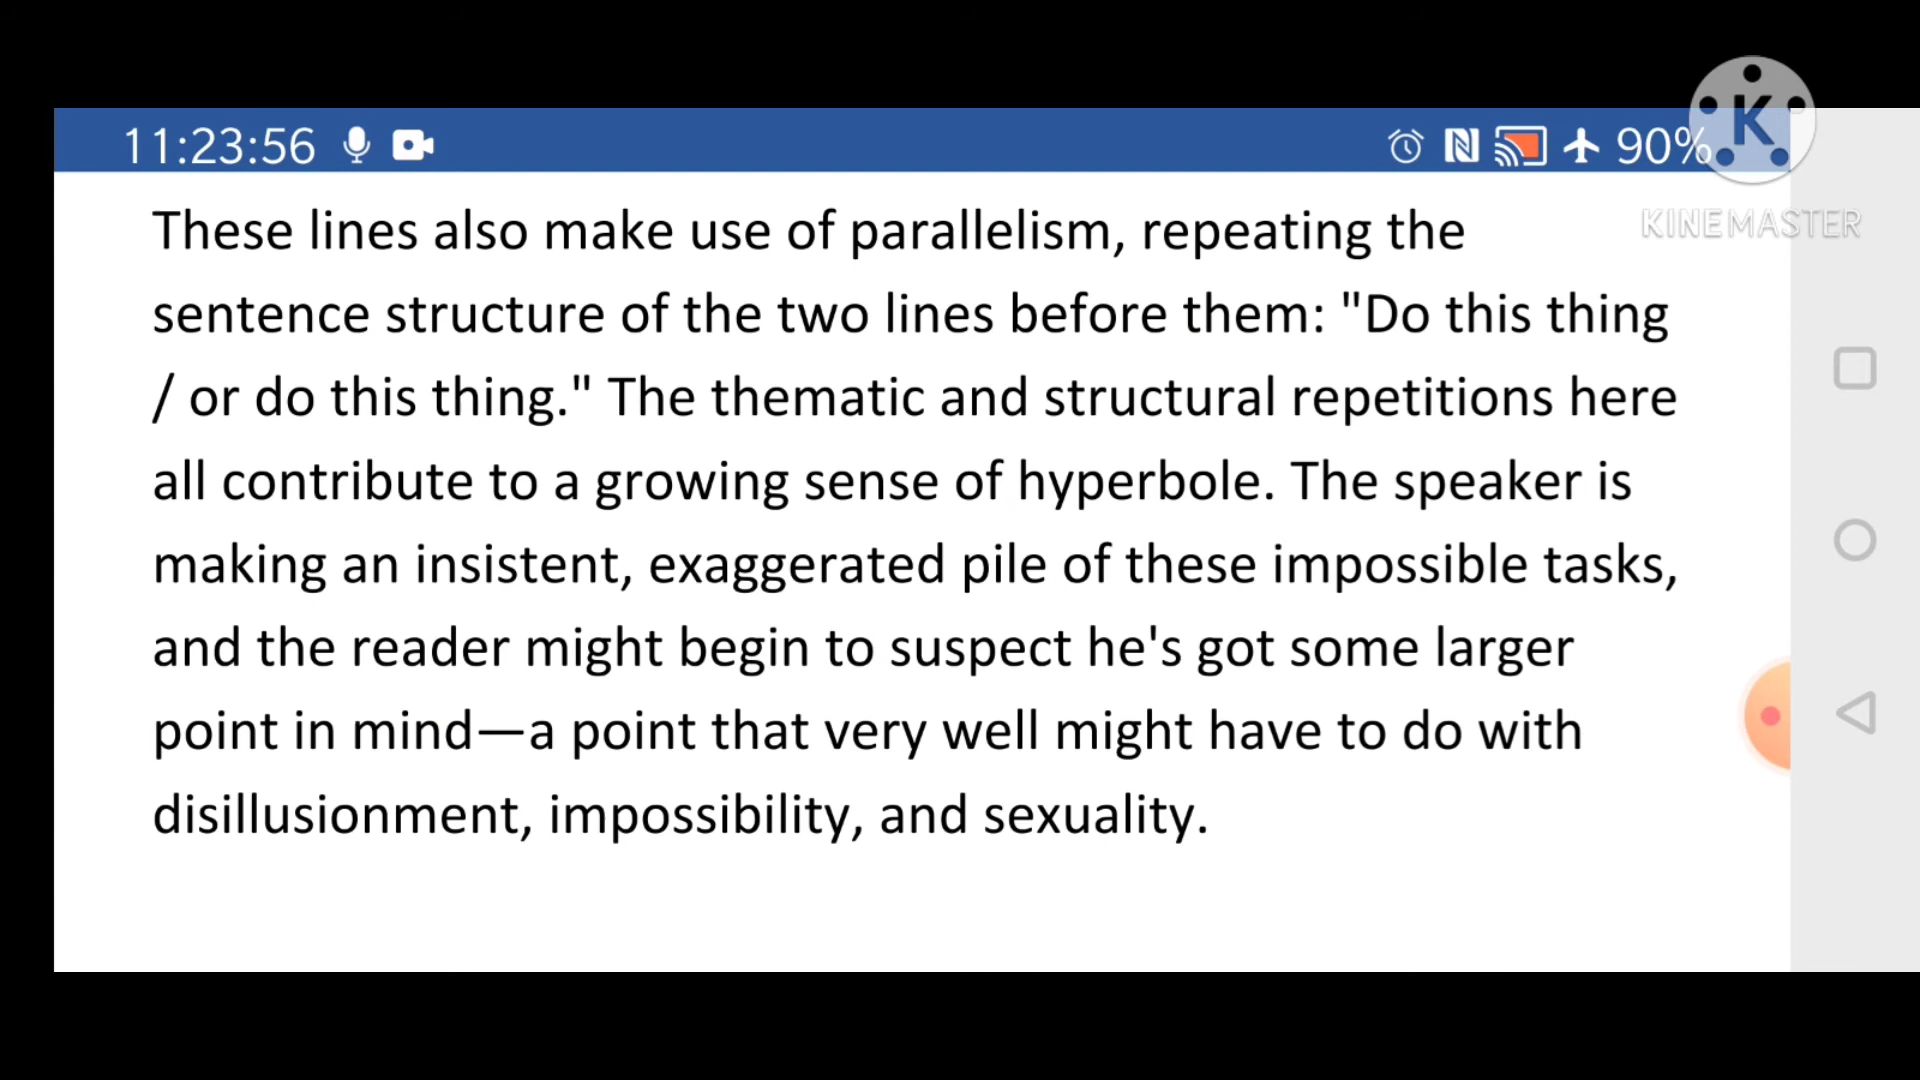 11:23:56 90%
K
KINEMASTER
These lines also make use of parallelism, repeating the
sentence structure of the two lines before them: "Do this thing
/ or do this thing." The thematic and structural repetitions here
all contribute to a growing sense of hyperbole. The speaker is
making an insistent, exaggerated pile of these impossible tasks,
and the reader might begin to suspect he's got some larger
point in mind—a point that very well might have to do with
disillusionment, impossibility, and sexuality.